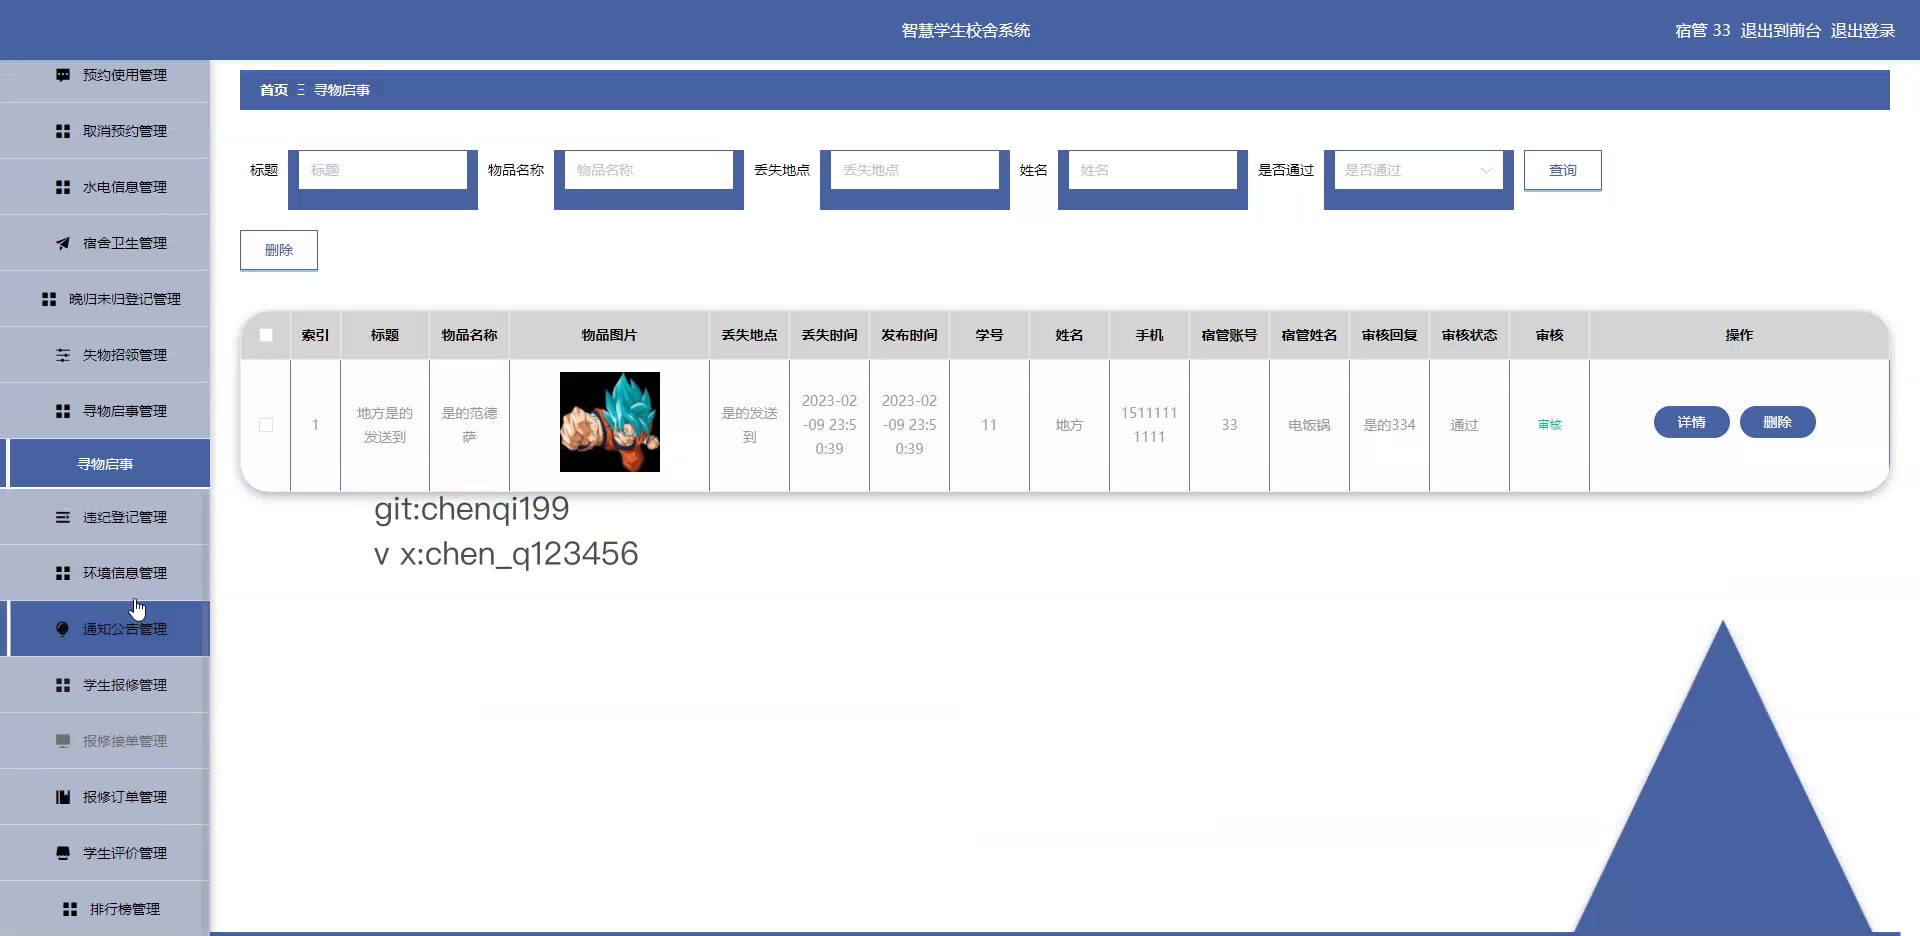 智慧学生校舍系统
宿管 33 退出到前台 退出登录
预约使用管理
取消预约管理
水电信息管理
宿舍卫生管理
晚归未归登记管理
失物招领管理
寻物启事管理
寻物启事
违纪登记管理
环境信息管理
通知公告管理
学生报修管理
报修接单管理
报修订单管理
学生评价管理
排行榜管理
首页 Ξ 寻物启事
标题 标题 物品名称 物品名称 丢失地点 丢失地点 姓名 姓名 是否通过 是否通过 查询
删除
索引 标题 物品名称 物品图片 丢失地点 丢失时间 发布时间 学号 姓名 手机 宿管账号 宿管姓名 审核回复 审核状态 审核 操作
1 地方是的发送到 是的范德萨 是的发送到 2023-02-09 23:50:39 2023-02-09 23:50:39 11 地方 15111111111 33 电饭锅 是的334 通过 审核 详情 删除
git:chenqi199
v x:chen_q123456